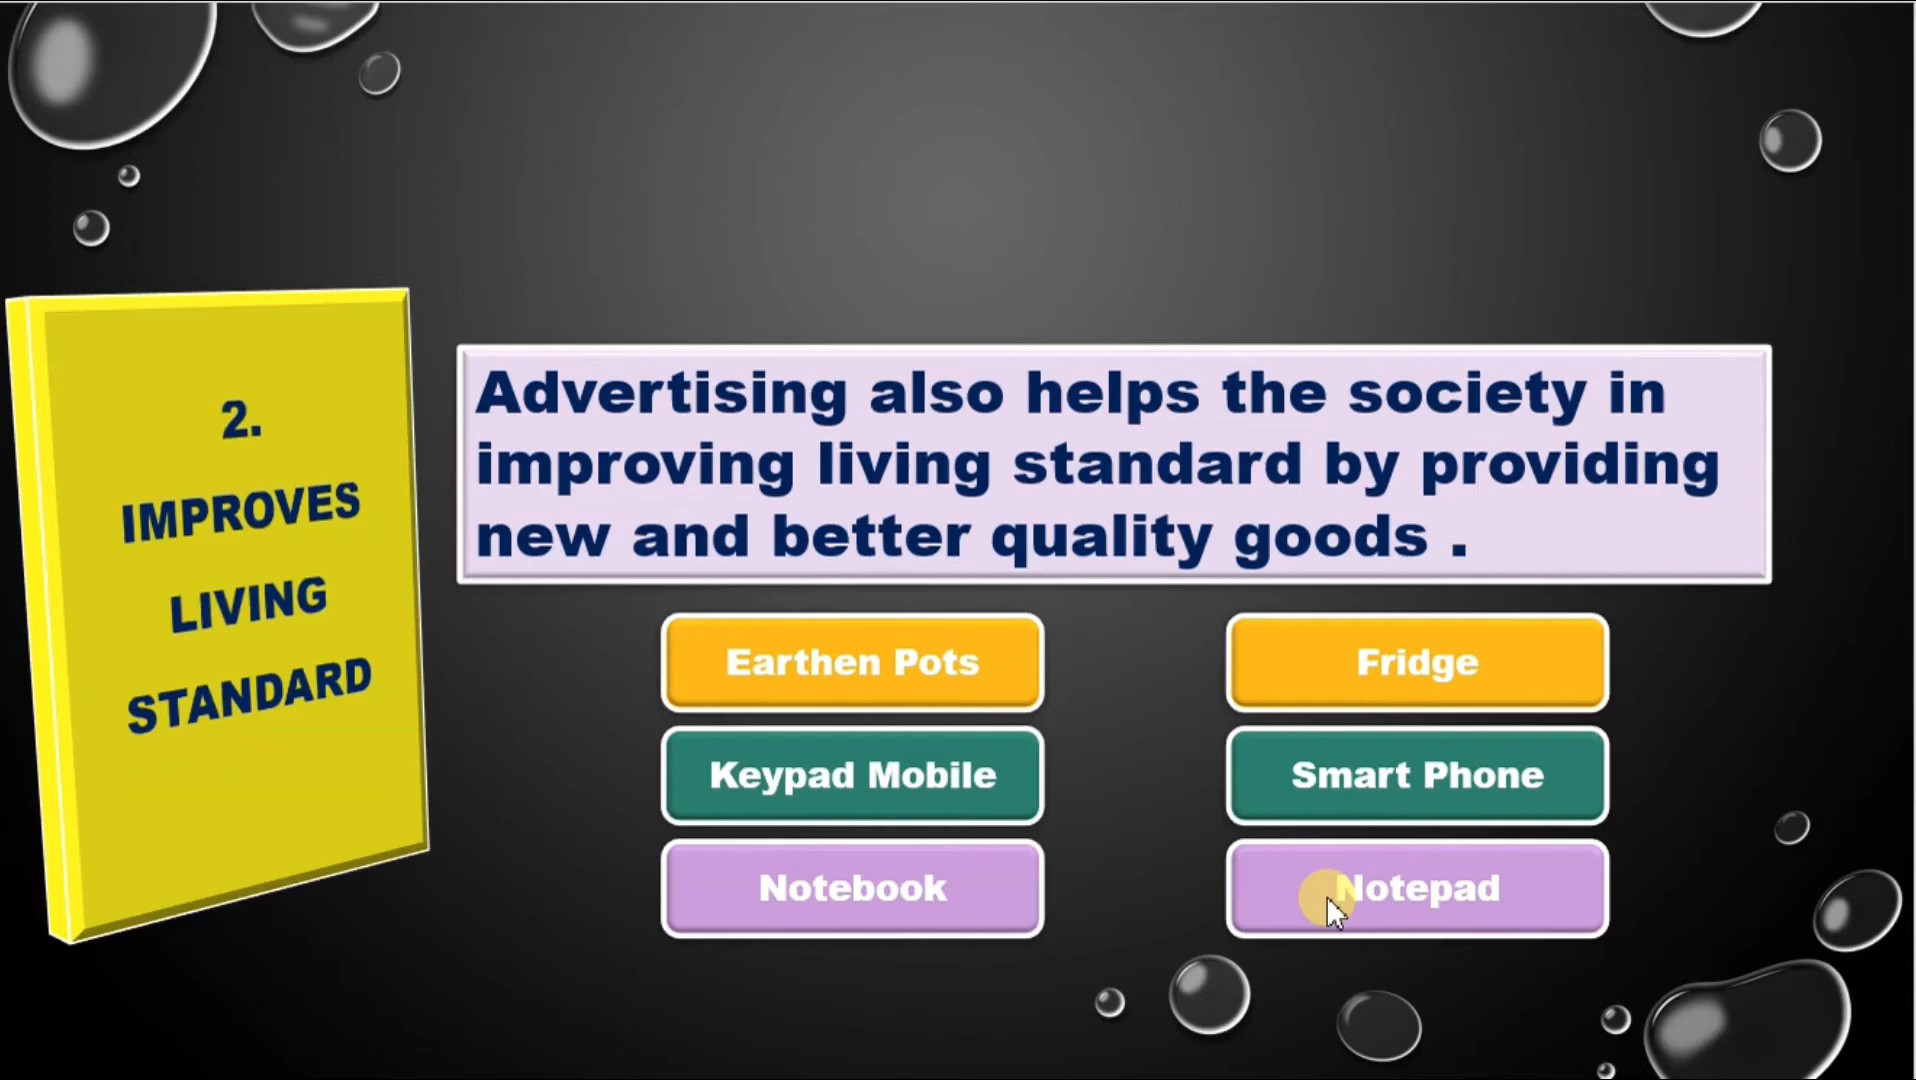 2.
IMPROVES
LIVING
STANDARD
Advertising also helps the society in
improving living standard by providing
new and better quality goods .
Earthen Pots
Fridge
Keypad Mobile
Smart Phone
Notebook
Notepad